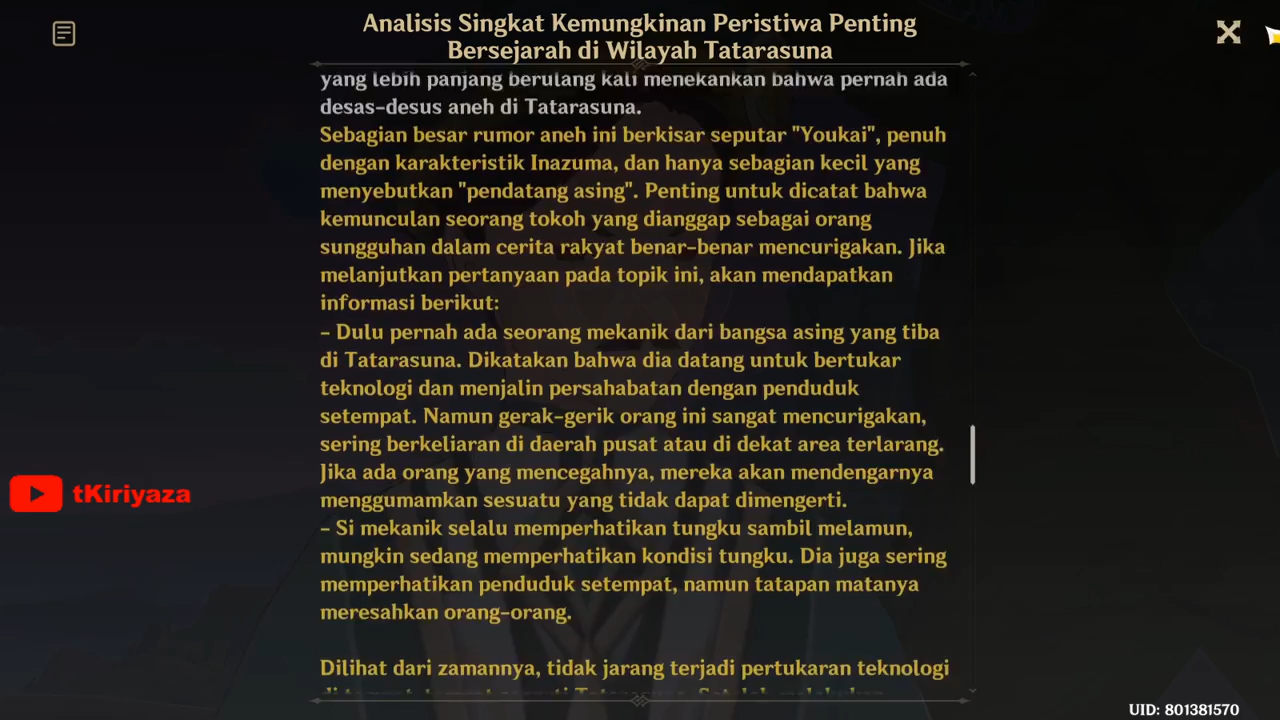 Analisis Singkat Kemungkinan Peristiwa Penting
Bersejarah di Wilayah Tatarasuna
yang lebih panjang berulang kali menekankan bahwa pernah ada
desas-desus aneh di Tatarasuna.
Sebagian besar rumor aneh ini berkisar seputar "Youkai", penuh
dengan karakteristik Inazuma, dan hanya sebagian kecil yang
menyebutkan "pendatang asing". Penting untuk dicatat bahwa
kemunculan seorang tokoh yang dianggap sebagai orang
sungguhan dalam cerita rakyat benar-benar mencurigakan. Jika
melanjutkan pertanyaan pada topik ini, akan mendapatkan
informasi berikut:
- Dulu pernah ada seorang mekanik dari bangsa asing yang tiba
di Tatarasuna. Dikatakan bahwa dia datang untuk bertukar
teknologi dan menjalin persahabatan dengan penduduk
setempat. Namun gerak-gerik orang ini sangat mencurigakan,
sering berkeliaran di daerah pusat atau di dekat area terlarang.
Jika ada orang yang mencegahnya, mereka akan mendengarnya
menggumamkan sesuatu yang tidak dapat dimengerti.
- Si mekanik selalu memperhatikan tungku sambil melamun,
mungkin sedang memperhatikan kondisi tungku. Dia juga sering
memperhatikan penduduk setempat, namun tatapan matanya
meresahkan orang-orang.
Dilihat dari zamannya, tidak jarang terjadi pertukaran teknologi
tKiriyaza
UID: 801381570